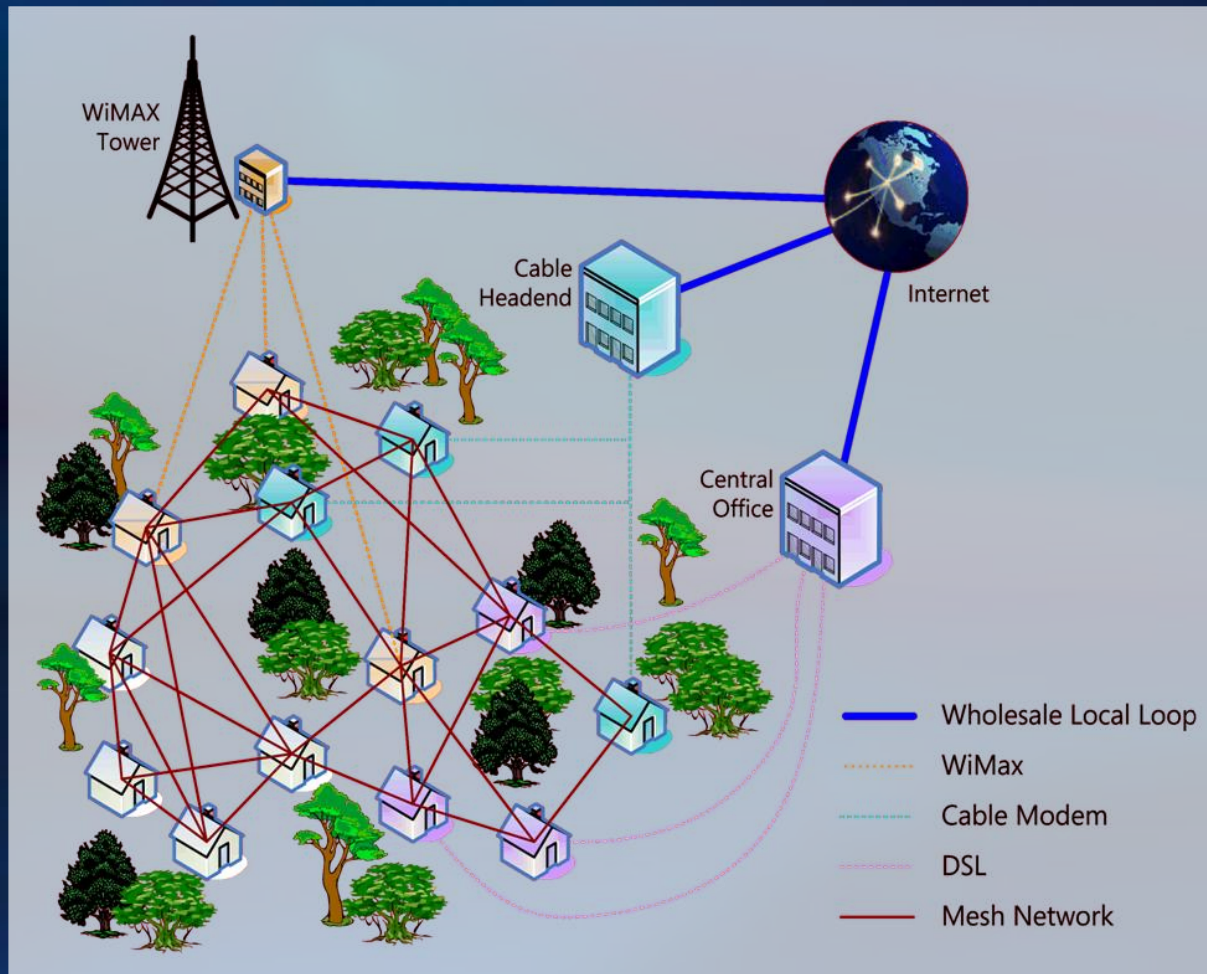 WiMAX
Tower
Cable
Headend
Internet
Central
Office
Wholesale Local Loop
WiMax
Cable Modem
DSL
Mesh Network